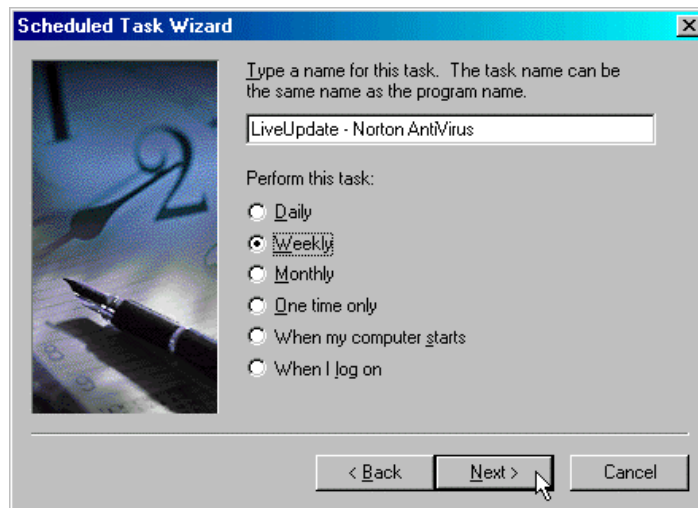 Scheduled Task Wizard
Type a name for this task. The task name can be
the same name as the program name.
LiveUpdate - Norton AntiVirus
Perform this task:
Daily
Weekly
Monthly
One time only
When my computer starts
When I log on
< Back
Next >
Cancel